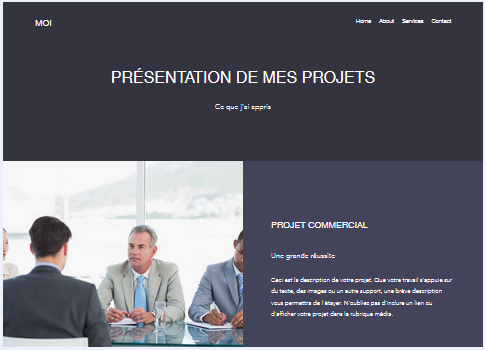 MOI
Home About Services Contact
PRÉSENTATION DE MES PROJETS
Ce que j'ai appris
PROJET COMMERCIAL
Une grande réussite
Ceci est la description de votre projet. Que votre travail s'appuie sur
du texte, des images ou un autre support, une brève description
vous permettra de l'étayer. N'oubliez pas d'inclure un lien ou
d'afficher votre projet dans la rubrique média.